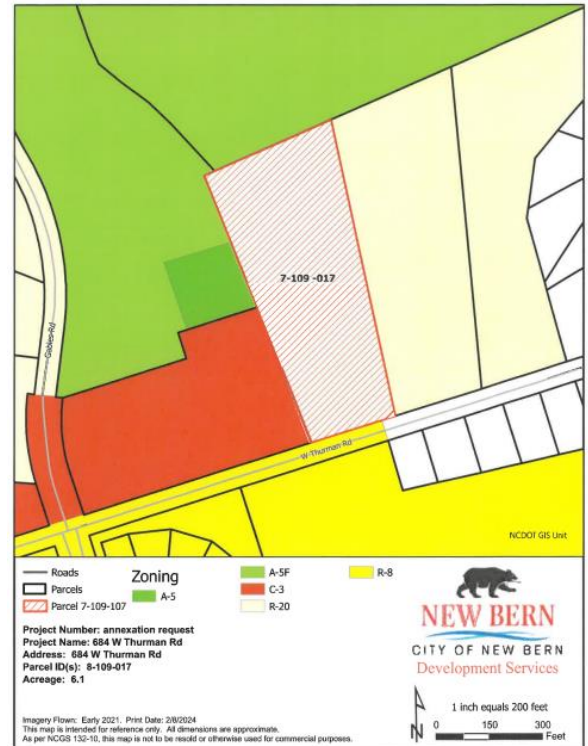 7-109 -017
Gables Rd
W Thurman Rd
NCDOT GIS Unit
Roads
Parcels
Parcel 7-109-107
Zoning
A-5
A-5F
C-3
R-20
R-8
Project Number: annexation request
Project Name: 684 W Thurman Rd
Address: 684 W Thurman Rd
Parcel ID(s): 8-109-017
Acreage: 6.1
Imagery Flown: Early 2021. Print Date: 2/8/2024
This map is intended for reference only. All dimensions are approximate.
As per NCGS 132-10, this map is not to be resold or otherwise used for commercial purposes.
NEW BERN
CITY OF NEW BERN
Development Services
N
1 inch equals 200 feet
0 150 300
Feet